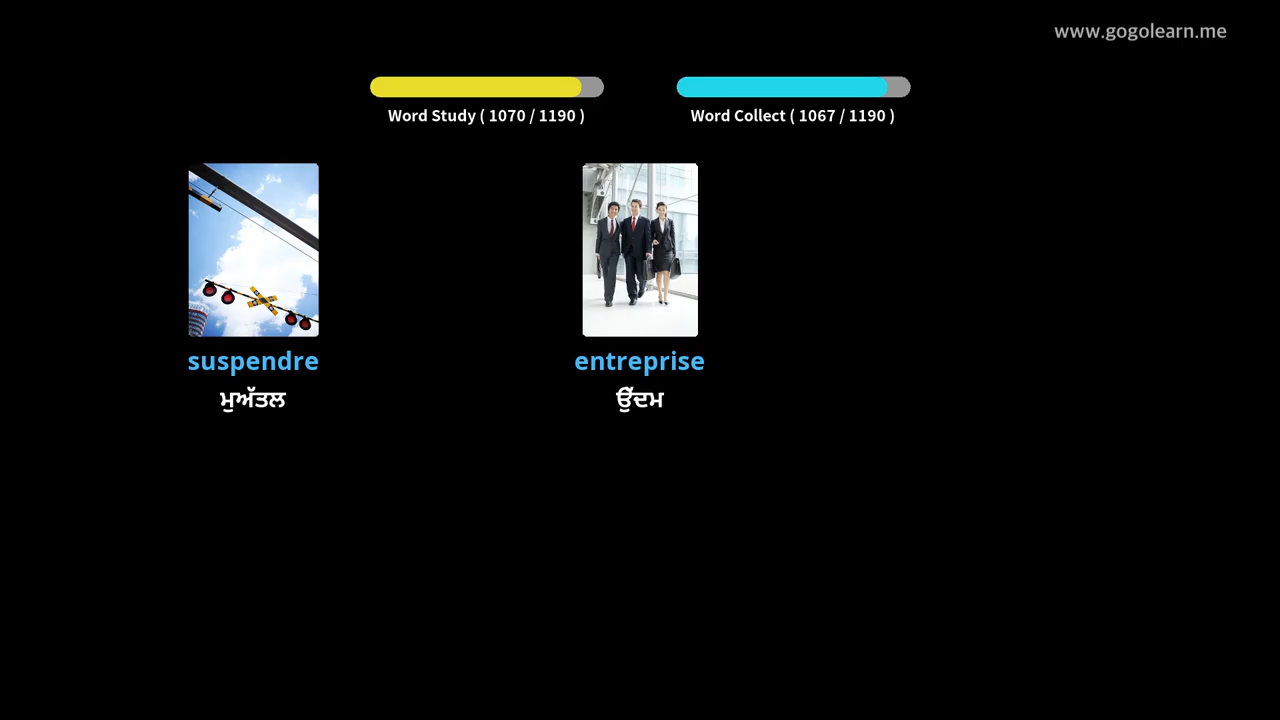 www.gogolearn.me
Word Study ( 1070 / 1190 )
Word Collect ( 1067 / 1190 )
suspendre
entreprise
ਮੁਅੱਤਲ
ਉੱਦਮ